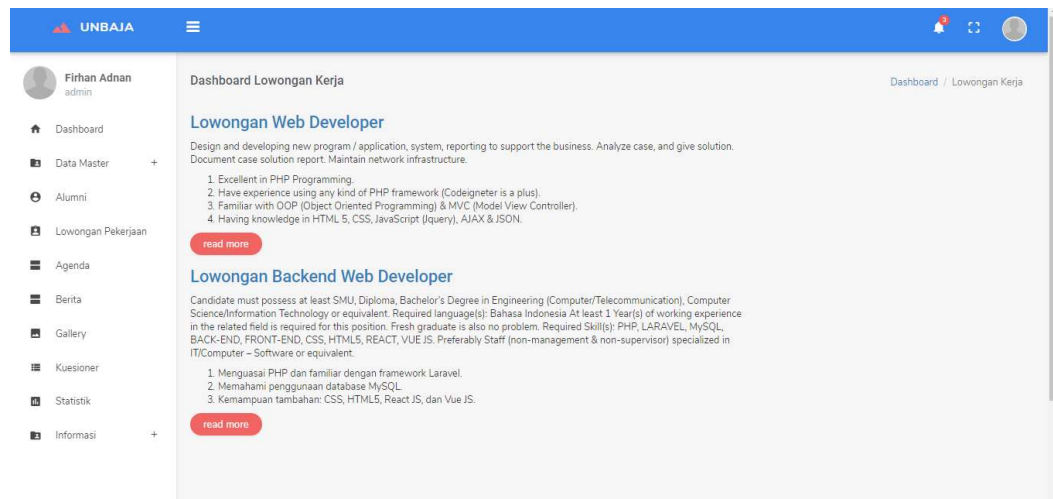 UNBAJA
3
Firhan Adnan
admin
Dashboard
Data Master +
Alumni
Lowongan Pekerjaan
Agenda
Berita
Gallery
Kuesioner
Statistik
Informasi +
Dashboard Lowongan Kerja
Dashboard / Lowongan Kerja
Lowongan Web Developer
Design and developing new program / application, system, reporting to support the business. Analyze case, and give solution.
Document case solution report. Maintain network infrastructure.
1. Excellent in PHP Programming.
2. Have experience using any kind of PHP framework (Codeigneter is a plus).
3. Familiar with OOP (Object Oriented Programming) & MVC (Model View Controller).
4. Having knowledge in HTML 5, CSS, JavaScript (Jquery), AJAX & JSON.
read more
Lowongan Backend Web Developer
Candidate must possess at least SMU, Diploma, Bachelor's Degree in Engineering (Computer/Telecommunication), Computer
Science/Information Technology or equivalent. Required language(s): Bahasa Indonesia At least 1 Year(s) of working experience
in the related field is required for this position. Fresh graduate is also no problem. Required Skill(s): PHP, LARAVEL, MySQL,
BACK-END, FRONT-END, CSS, HTML5, REACT, VUE JS. Preferably Staff (non-management & non-supervisor) specialized in
IT/Computer – Software or equivalent.
1. Menguasai PHP dan familiar dengan framework Laravel.
2. Memahami penggunaan database MySQL.
3. Kemampuan tambahan: CSS, HTML5, React JS, dan Vue JS.
read more